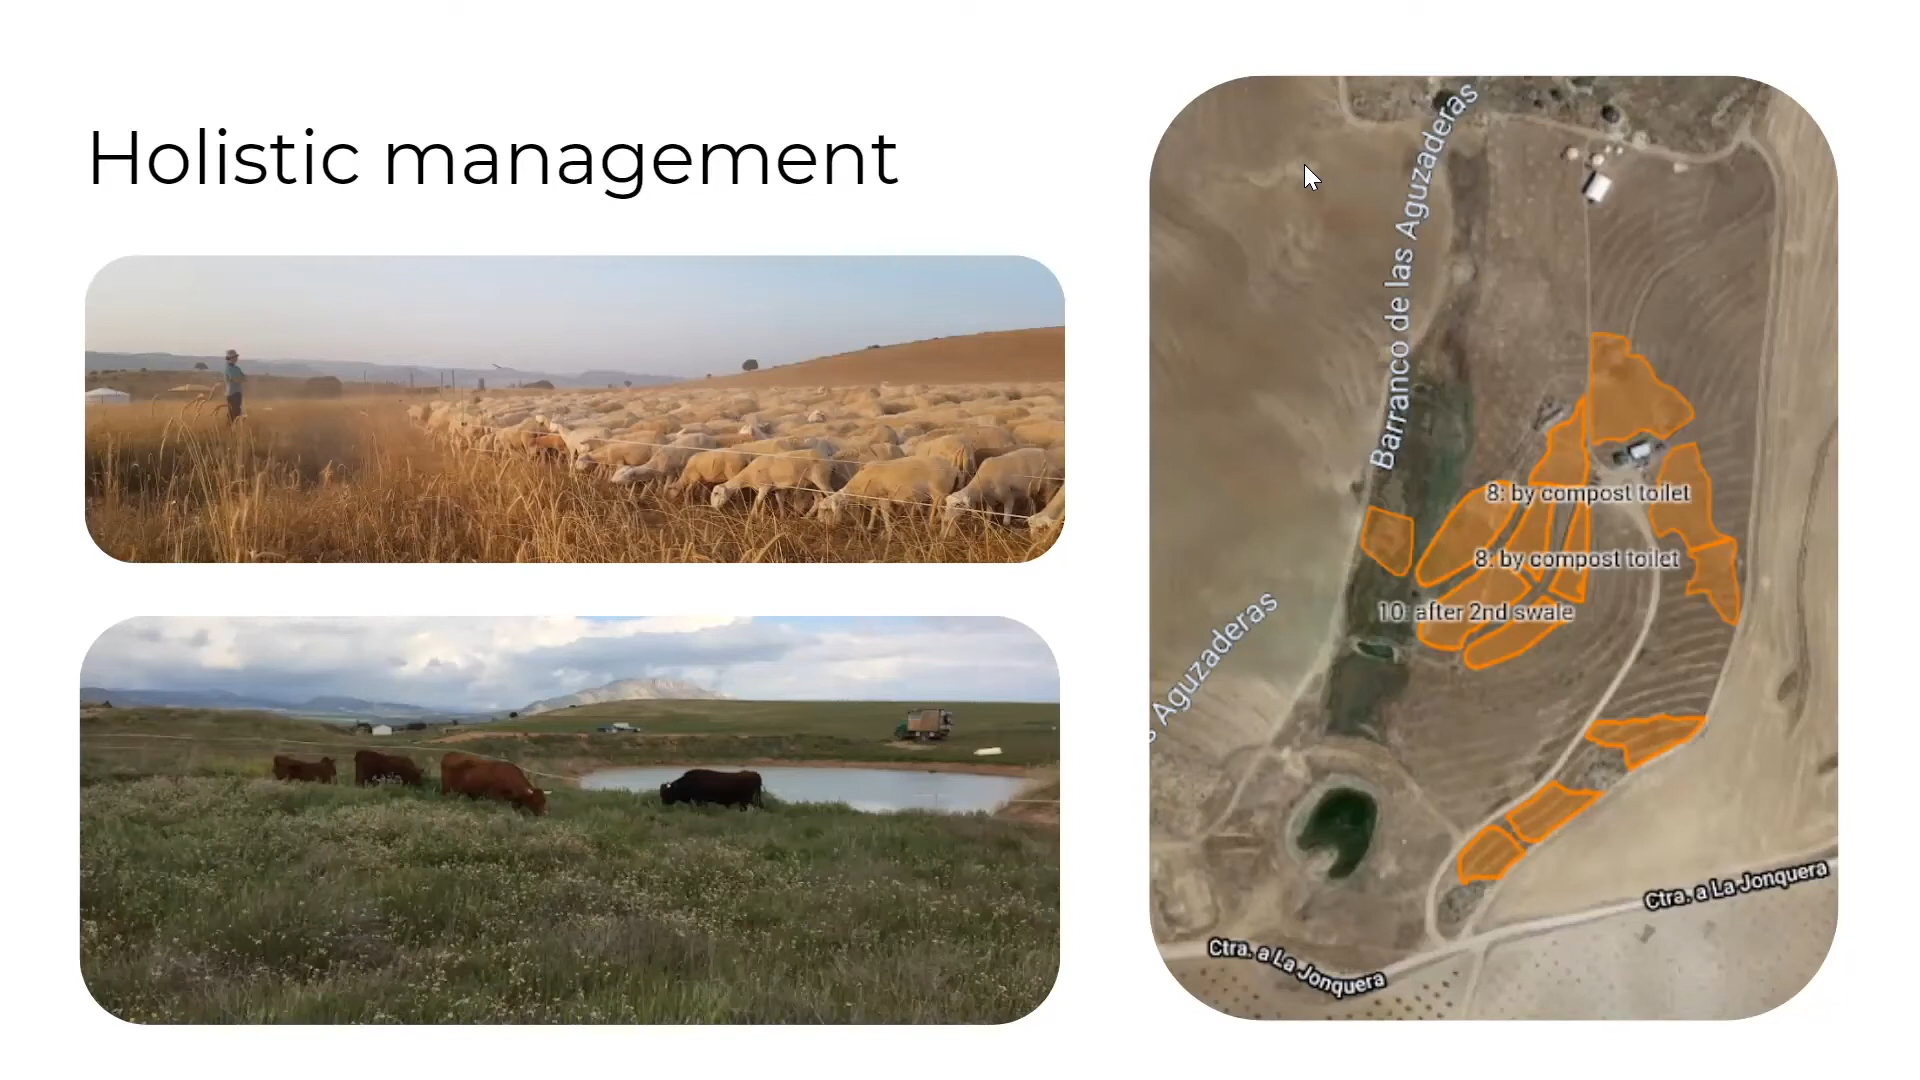 Holistic management
Barranco de las Aguzaderas
8: by compost toilet
8: by compost toilet
10: after 2nd swale
s Aguzaderas
Ctra. a La Jonquera
Ctra. a La Jonquera